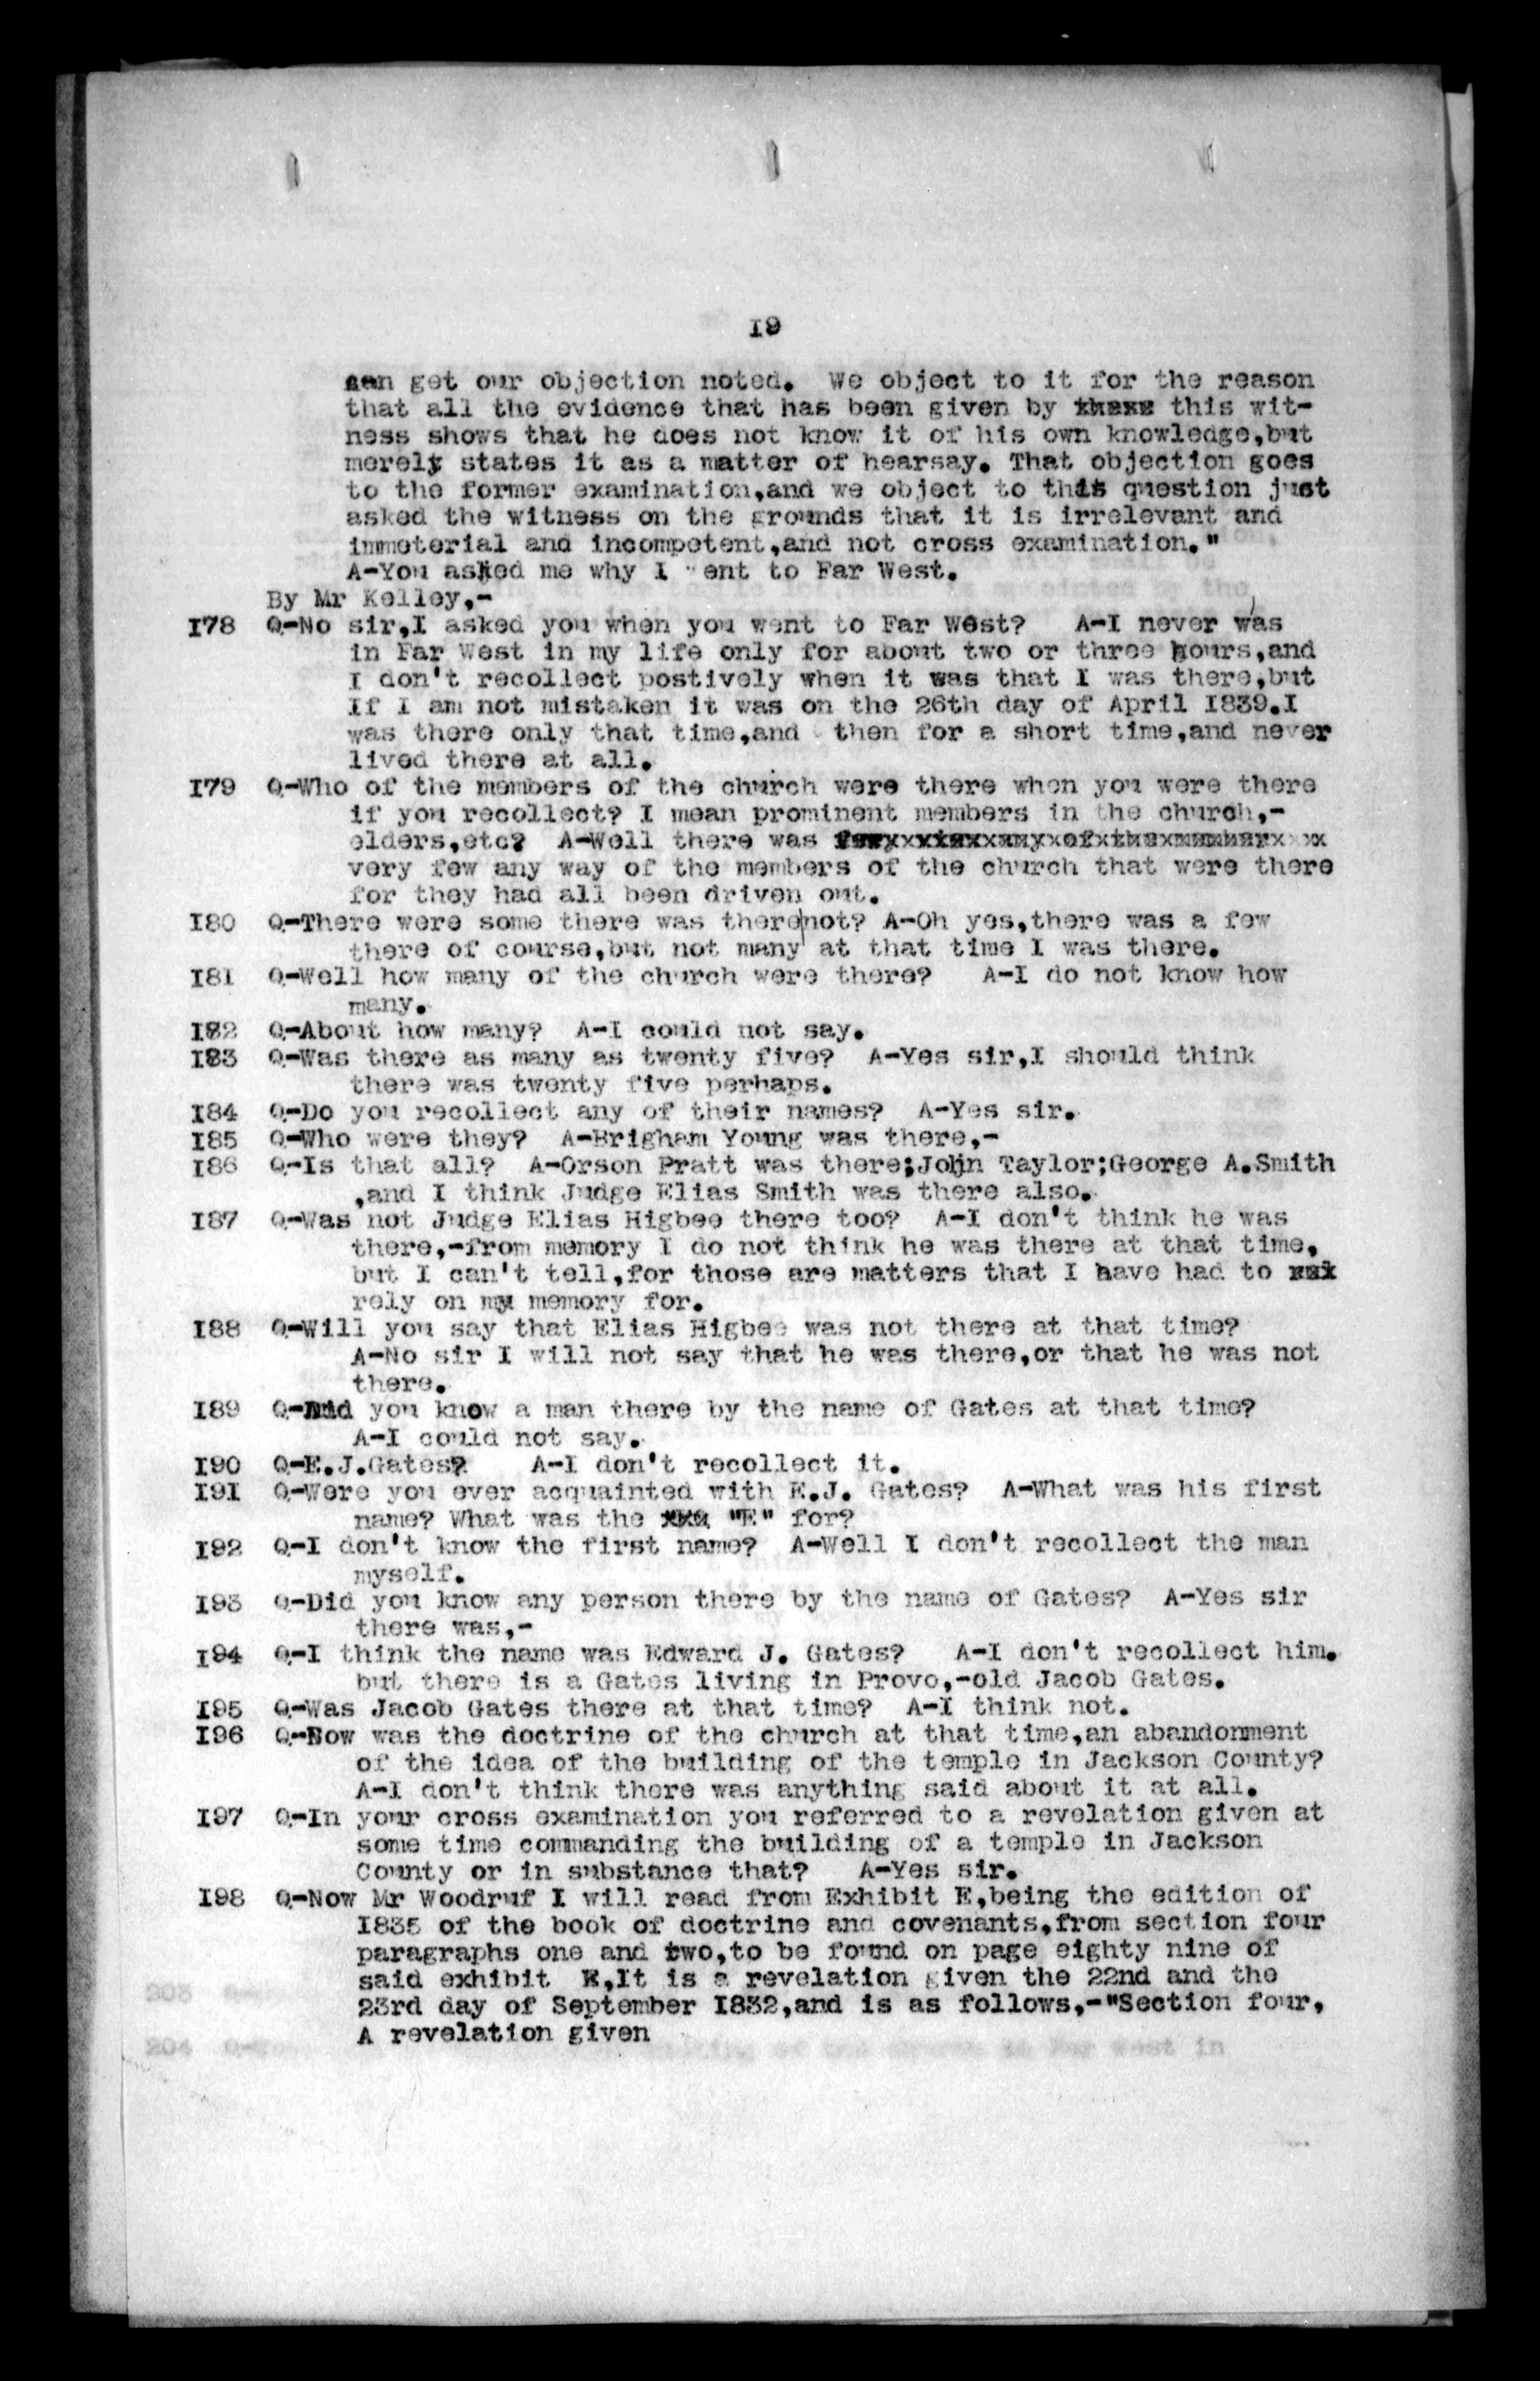 19
can get our objection noted. We object to it for the reason
that all the evidence that has been given by this wit-
ness shows that he does not know it of his own knowledge,but
merely states it as a matter of hearsay. That objection goes
to the former examination,and we object to this question just
asked the witness on the grounds that it is irrelevant and
immoterial and incompetent,and not cross examination."
A-You asked me why I ent to Far West.
By Mr Kelley,-
178 Q-No sir,I asked you when you went to Far West? A-I never was
in Far West in my life only for about two or three hours,and
I don't recollect postively when it was that I was there,but
If I am not mistaken it was on the 26th day of April 1839.I
was there only that time,and then for a short time,and never
lived there at all.
179 Q-Who of the members of the church were there when you were there
if you recollect? I mean prominent members in the church,-
elders,etc? A-Well there was
very few any way of the members of the church that were there
for they had all been driven out.
180 Q-There were some there was there not? A-Oh yes,there was a few
there of course,but not many at that time I was there.
181 Q-Well how many of the church were there? A-I do not know how
many.
182 Q-About how many? A-I could not say.
183 Q-Was there as many as twenty five? A-Yes sir,I should think
there was twenty five perhaps.
184 Q-Do you recollect any of their names? A-Yes sir.
185 Q-Who were they? A-Brigham Young was there,-
186 Q-Is that all? A-Orson Pratt was there;John Taylor;George A.Smith
,and I think Judge Elias Smith was there also.
187 Q-Was not Judge Elias Higbee there too? A-I don't think he was
there,-from memory I do not think he was there at that time,
but I can't tell,for those are matters that I have had to
rely on my memory for.
188 Q-Will you say that Elias Higbee was not there at that time?
A-No sir I will not say that he was there,or that he was not
there.
189 Q-Did you know a man there by the name of Gates at that time?
A-I could not say.
190 Q-E.J.Gates? A-I don't recollect it.
191 Q-Were you ever acquainted with E.J. Gates? A-What was his first
name? What was the "E" for?
192 Q-I don't know the first name? A-Well I don't recollect the man
myself.
193 Q-Did you know any person there by the name of Gates? A-Yes sir
there was,-
194 Q-I think the name was Edward J. Gates? A-I don't recollect him.
but there is a Gates living in Provo,-old Jacob Gates.
195 Q-Was Jacob Gates there at that time? A-I think not.
196 Q-Now was the doctrine of the church at that time,an abandonment
of the idea of the building of the temple in Jackson County?
A-I don't think there was anything said about it at all.
197 Q-In your cross examination you referred to a revelation given at
some time commanding the building of a temple in Jackson
County or in substance that? A-Yes sir.
198 Q-Now Mr Woodruf I will read from Exhibit E,being the edition of
1835 of the book of doctrine and covenants,from section four
paragraphs one and two,to be found on page eighty nine of
said exhibit E,It is a revelation given the 22nd and the
23rd day of September 1832,and is as follows,-"Section four,
A revelation given